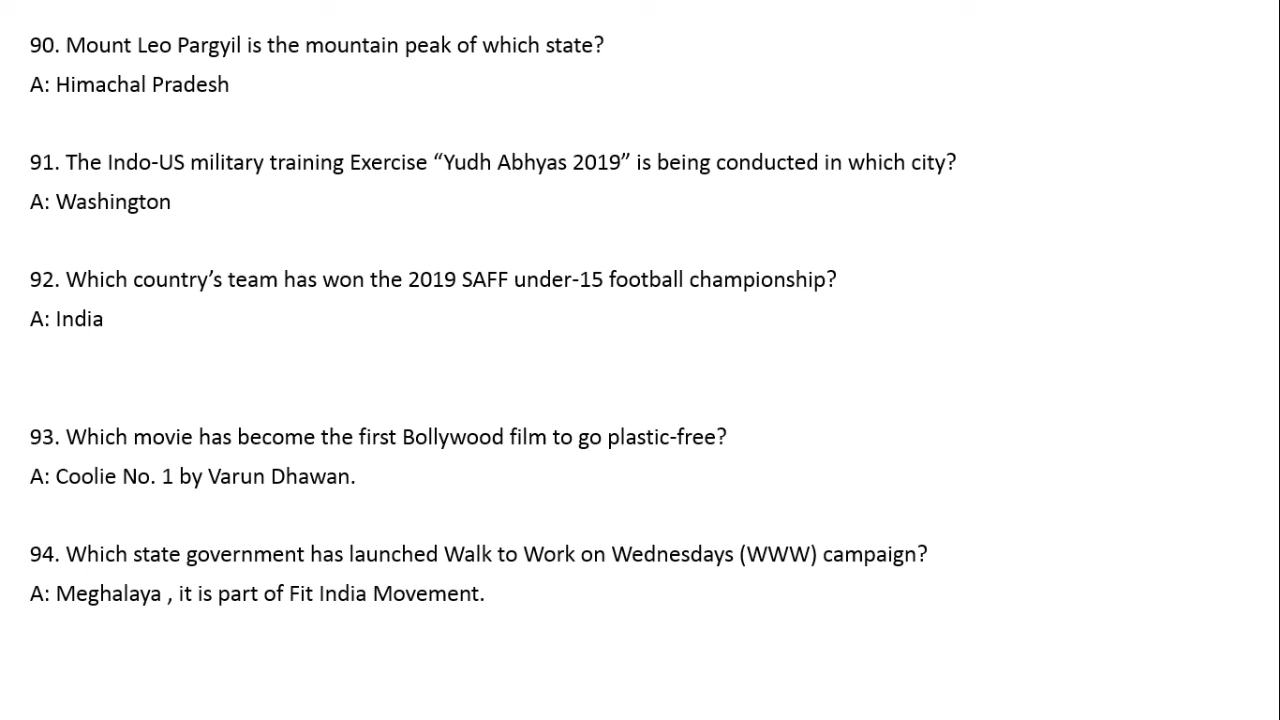 90. Mount Leo Pargyil is the mountain peak of which state?
A: Himachal Pradesh
91. The Indo-US military training Exercise “Yudh Abhyas 2019” is being conducted in which city?
A: Washington
92. Which country’s team has won the 2019 SAFF under-15 football championship?
A: India
93. Which movie has become the first Bollywood film to go plastic-free?
A: Coolie No. 1 by Varun Dhawan.
94. Which state government has launched Walk to Work on Wednesdays (WWW) campaign?
A: Meghalaya , it is part of Fit India Movement.